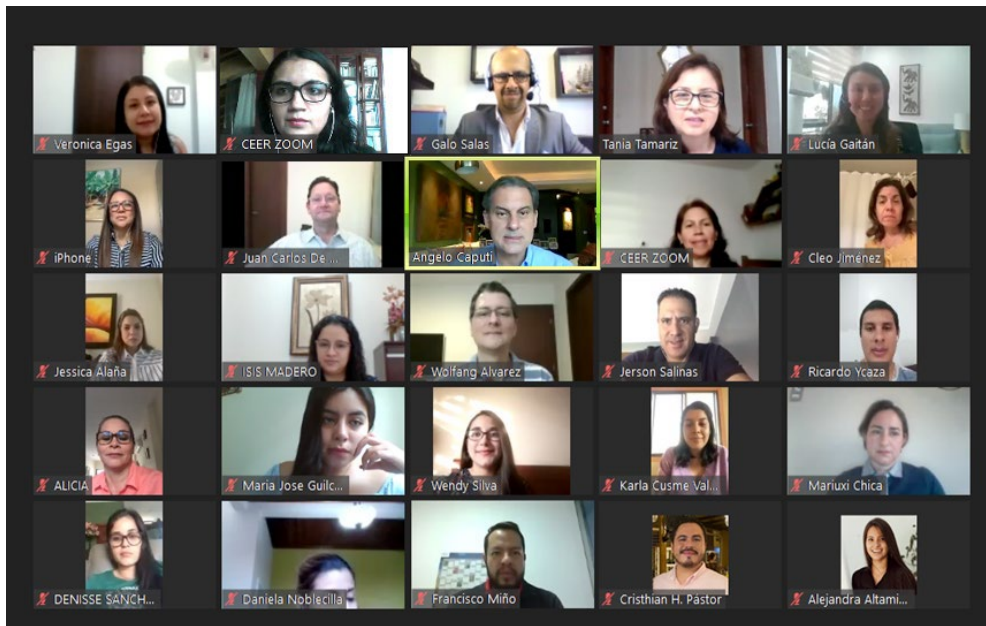 Veronica Egas
CEER ZOOM
Galo Salas
Tania Tamariz
Lucía Gaitán
iPhone
Juan Carlos De ...
Angelo Caputi
CEER ZOOM
Cleo Jiménez
Jessica Alaña
ISIS MADERO
Wolfang Alvarez
Jerson Salinas
Ricardo Ycaza
ALICIA
Maria Jose Guilc...
Wendy Silva
Karla Cusme Val...
Mariuxi Chica
DENISSE SANCH...
Daniela Noblecilla
Francisco Miño
Cristhian H. Pástor
Alejandra Altami...